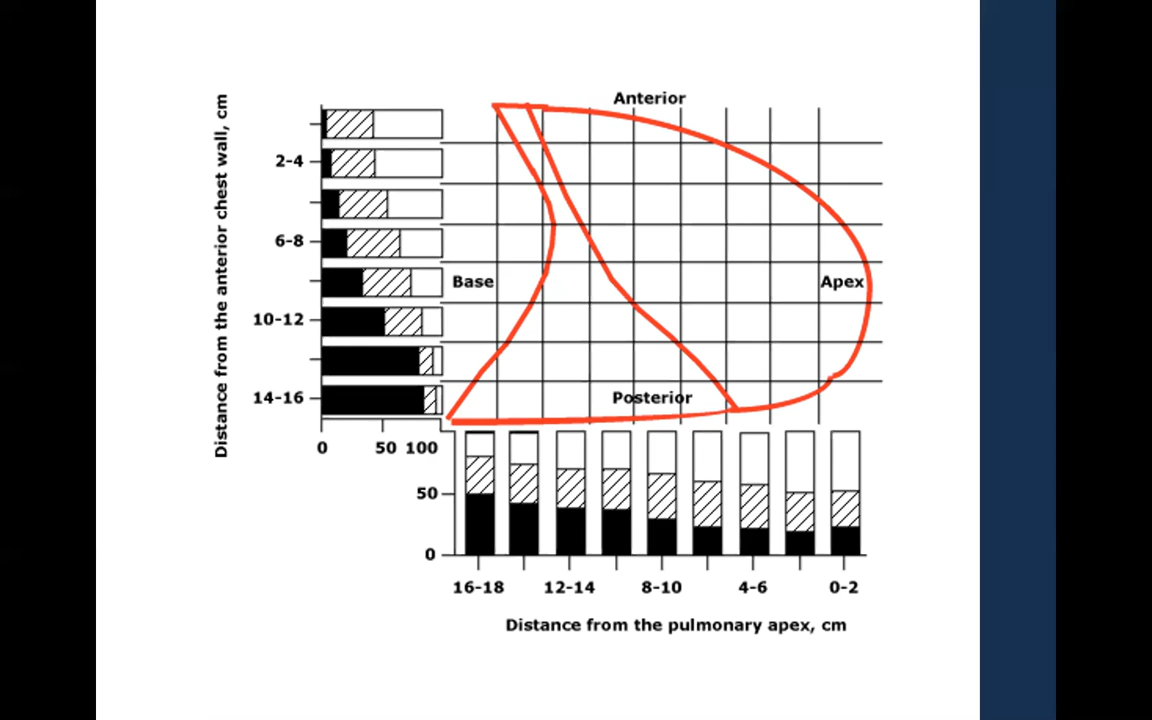 Anterior
Distance from the anterior chest wall, cm
2-4
6-8
10-12
14-16
Base
Apex
Posterior
0 50 100
50
0
16-18 12-14 8-10 4-6 0-2
Distance from the pulmonary apex, cm